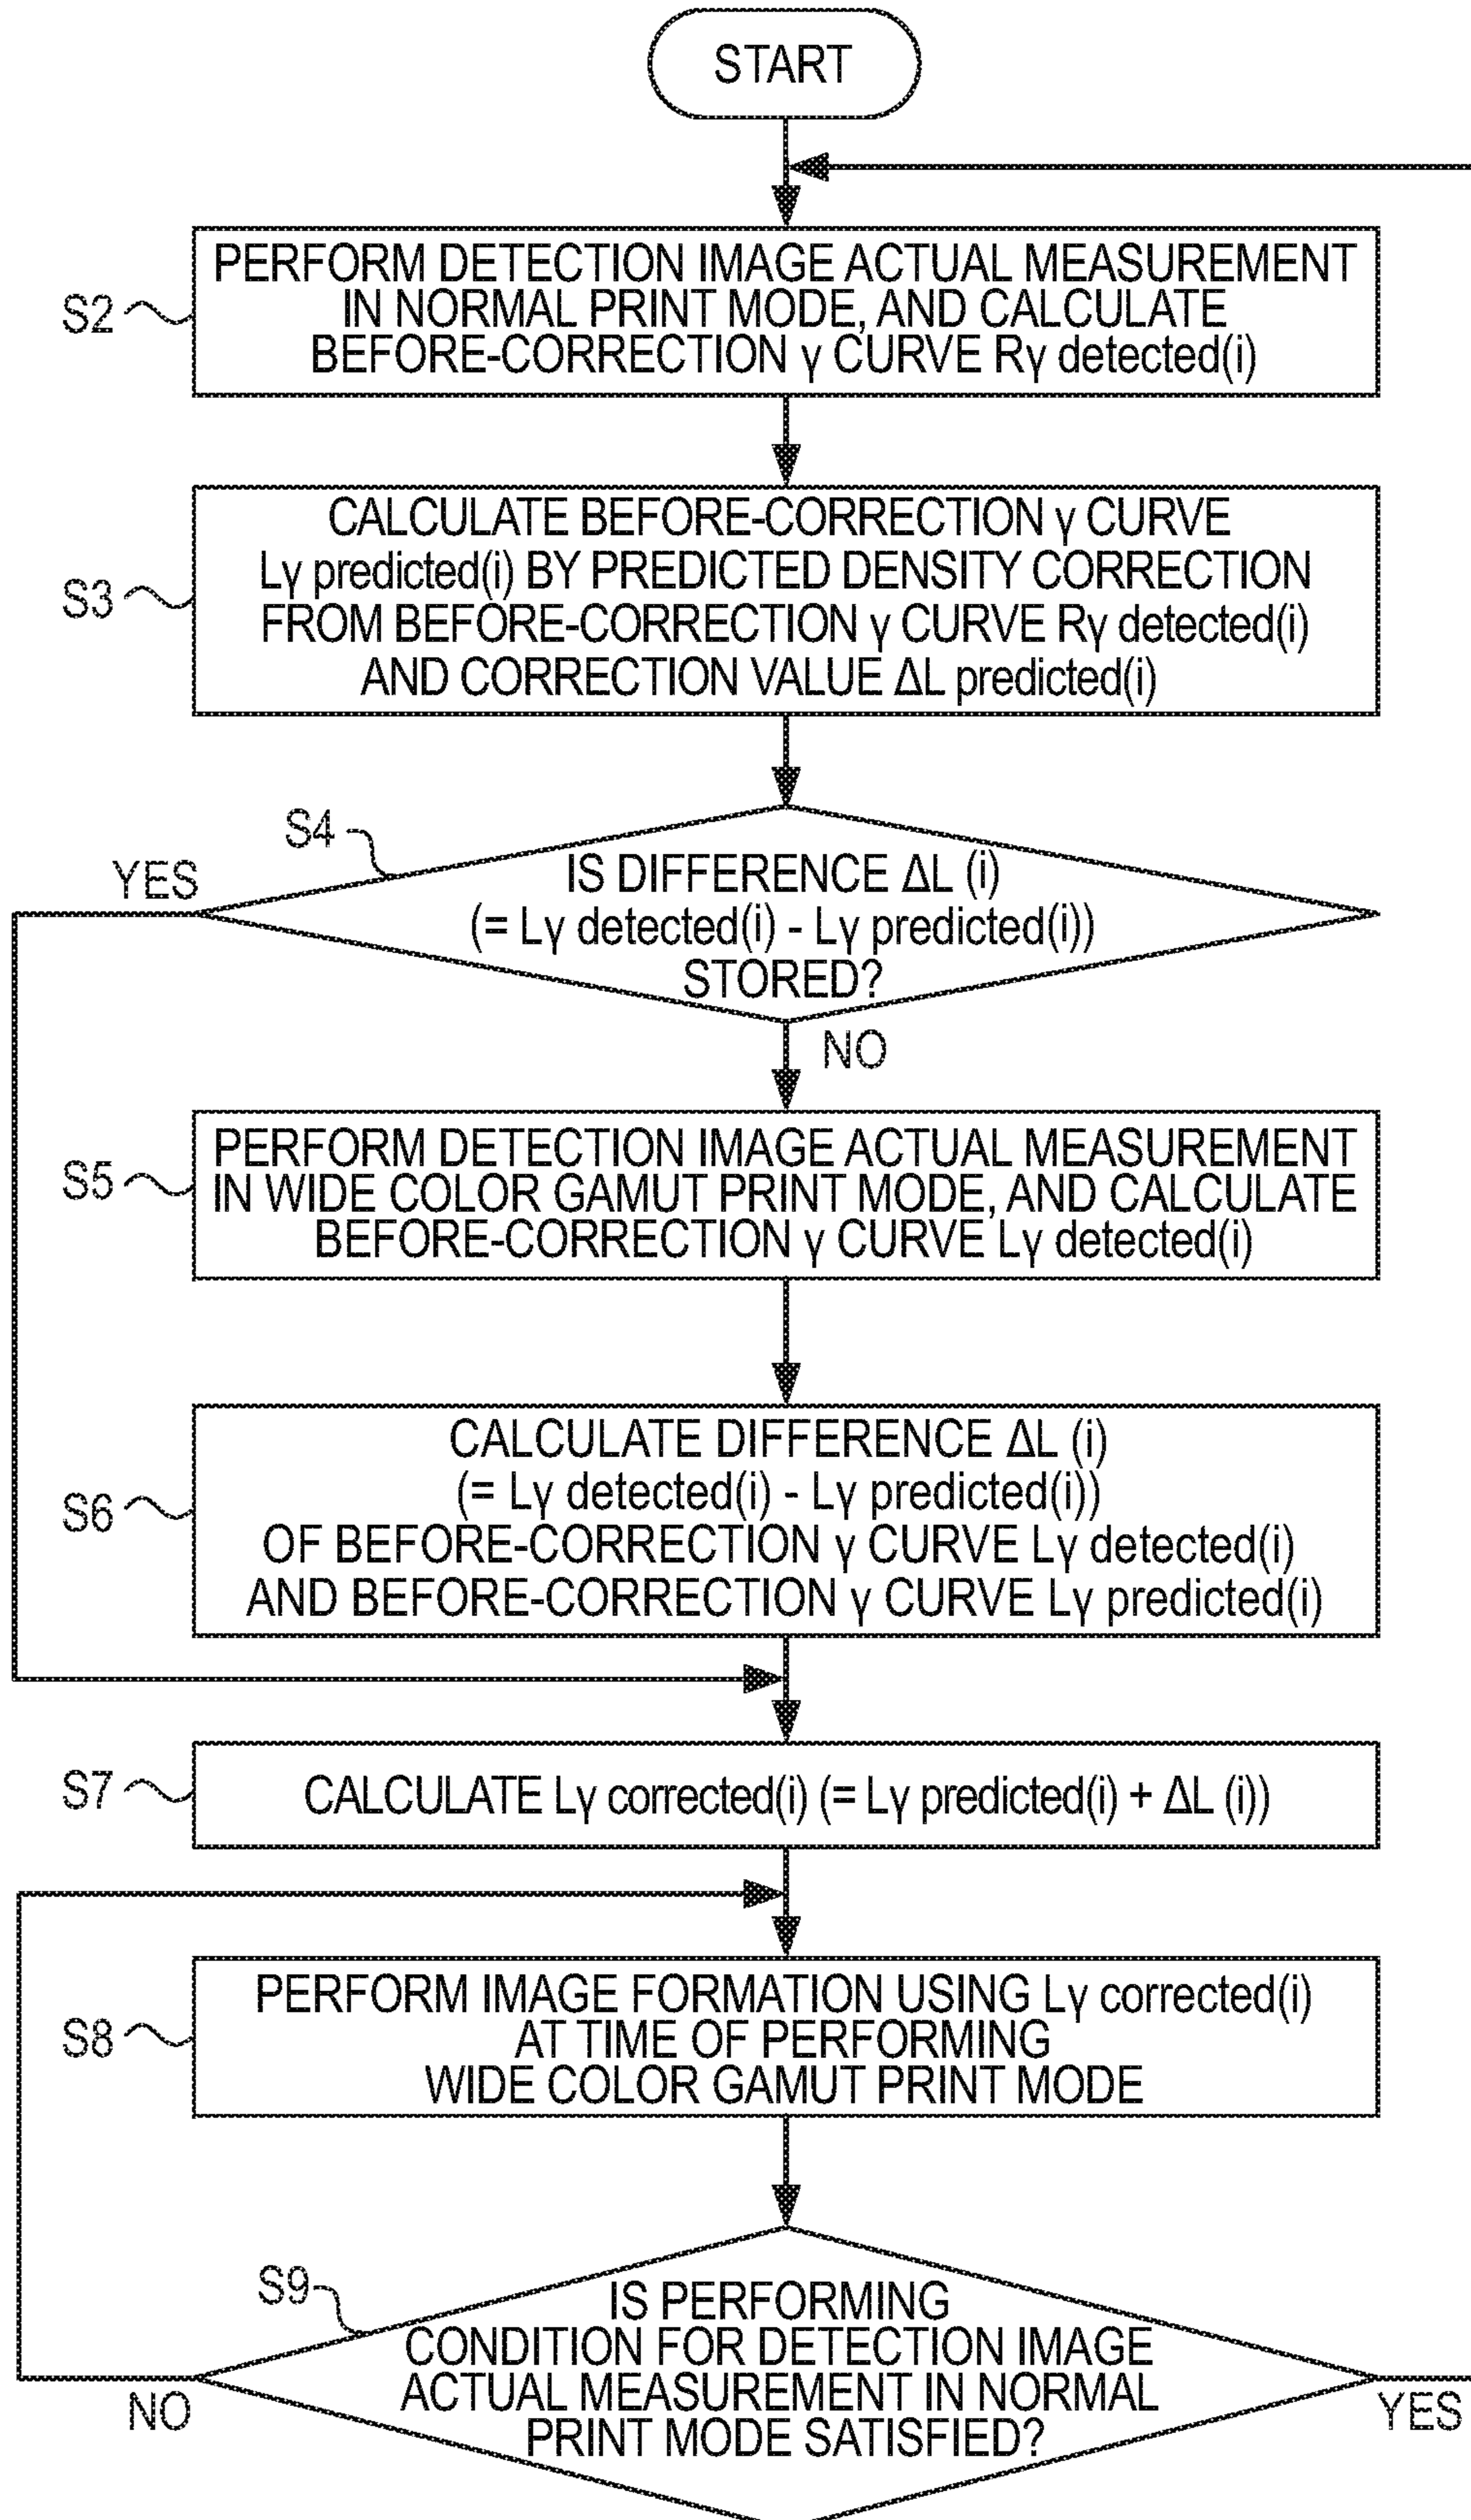 START
S2
PERFORM DETECTION IMAGE ACTUAL MEASUREMENT
IN NORMAL PRINT MODE, AND CALCULATE
BEFORE-CORRECTION γ CURVE Rγ detected(i)
S3
CALCULATE BEFORE-CORRECTION γ CURVE
Lγ predicted(i) BY PREDICTED DENSITY CORRECTION
FROM BEFORE-CORRECTION γ CURVE Rγ detected(i)
AND CORRECTION VALUE ΔL predicted(i)
S4
YES
IS DIFFERENCE ΔL (i)
(= Lγ detected(i) - Lγ predicted(i))
STORED?
NO
S5
PERFORM DETECTION IMAGE ACTUAL MEASUREMENT
IN WIDE COLOR GAMUT PRINT MODE, AND CALCULATE
BEFORE-CORRECTION γ CURVE Lγ detected(i)
S6
CALCULATE DIFFERENCE ΔL (i)
(= Lγ detected(i) - Lγ predicted(i))
OF BEFORE-CORRECTION γ CURVE Lγ detected(i)
AND BEFORE-CORRECTION γ CURVE Lγ predicted(i)
S7
CALCULATE Lγ corrected(i) (= Lγ predicted(i) + ΔL (i))
S8
PERFORM IMAGE FORMATION USING Lγ corrected(i)
AT TIME OF PERFORMING
WIDE COLOR GAMUT PRINT MODE
S9
IS PERFORMING
CONDITION FOR DETECTION IMAGE
ACTUAL MEASUREMENT IN NORMAL
PRINT MODE SATISFIED?
NO
YES